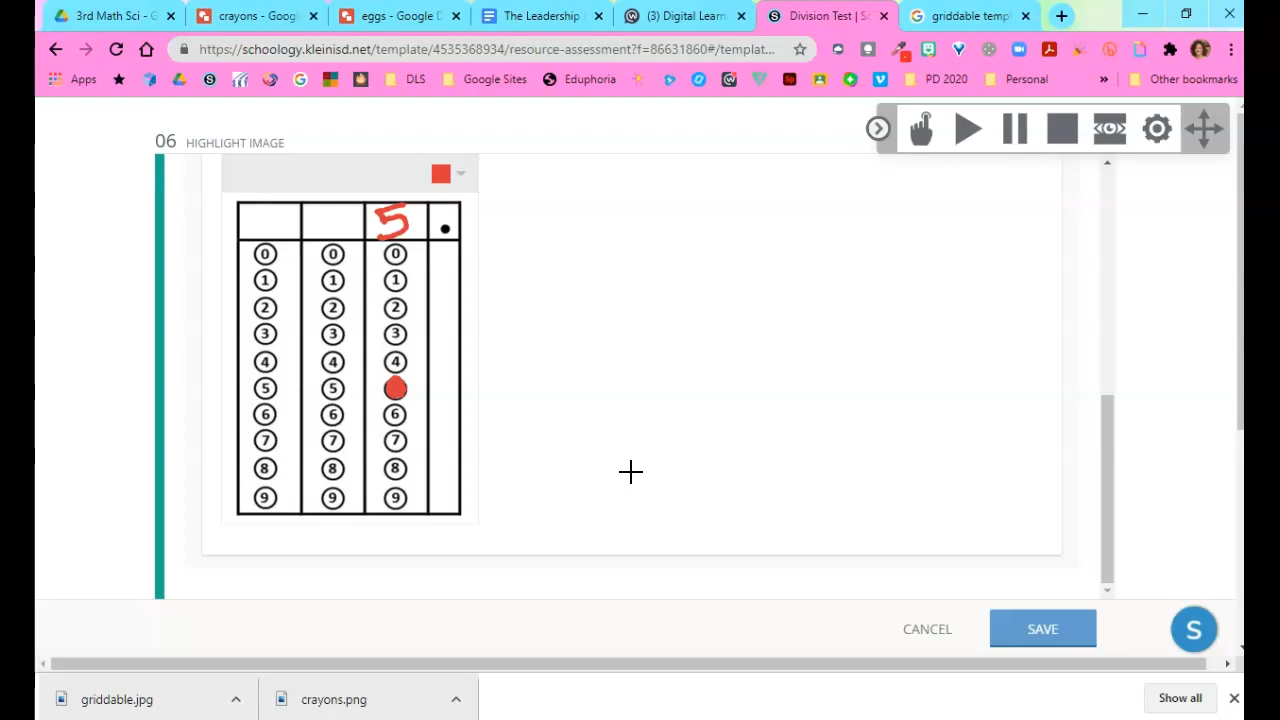 3rd Math Sci - G
crayons - Googl
eggs - Google D
The Leadership
(3) Digital Learn
Division Test | Sc
griddable templ
https://schoology.kleinisd.net/template/4535368934/resource-assessment?f=86631860#/templat...
Apps
DLS
Google Sites
Eduphoria
PD 2020
Personal
»
Other bookmarks
06 HIGHLIGHT IMAGE
5 .
0 0 0
1 1 1
2 2 2
3 3 3
4 4 4
5 5
6 6 6
7 7 7
8 8 8
9 9 9
CANCEL
SAVE
S
griddable.jpg
crayons.png
Show all